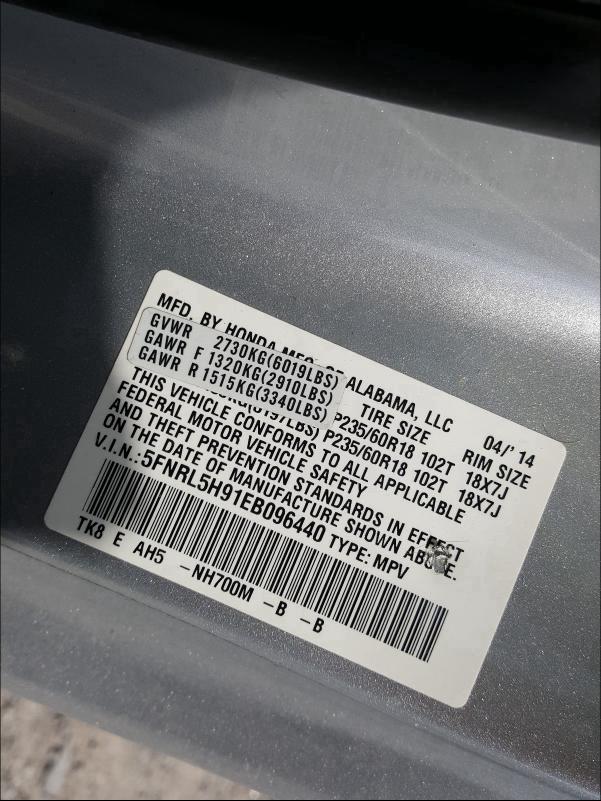 MFD. BY HONDA MFG. OF ALABAMA, LLC 04/'14
GVWR 2730KG(6019LBS) TIRE SIZE RIM SIZE
GAWR F 1320KG(2910LBS) P235/60R18 102T 18X7J
GAWR R 1515KG(3340LBS) P235/60R18 102T 18X7J
THIS VEHICLE CONFORMS TO ALL APPLICABLE
FEDERAL MOTOR VEHICLE SAFETY
AND THEFT PREVENTION STANDARDS IN EFFECT
ON THE DATE OF MANUFACTURE SHOWN ABOVE.
V.I.N.:5FNRL5H91EB096440 TYPE: MPV
TK8 E AH5 -NH700M -B -B